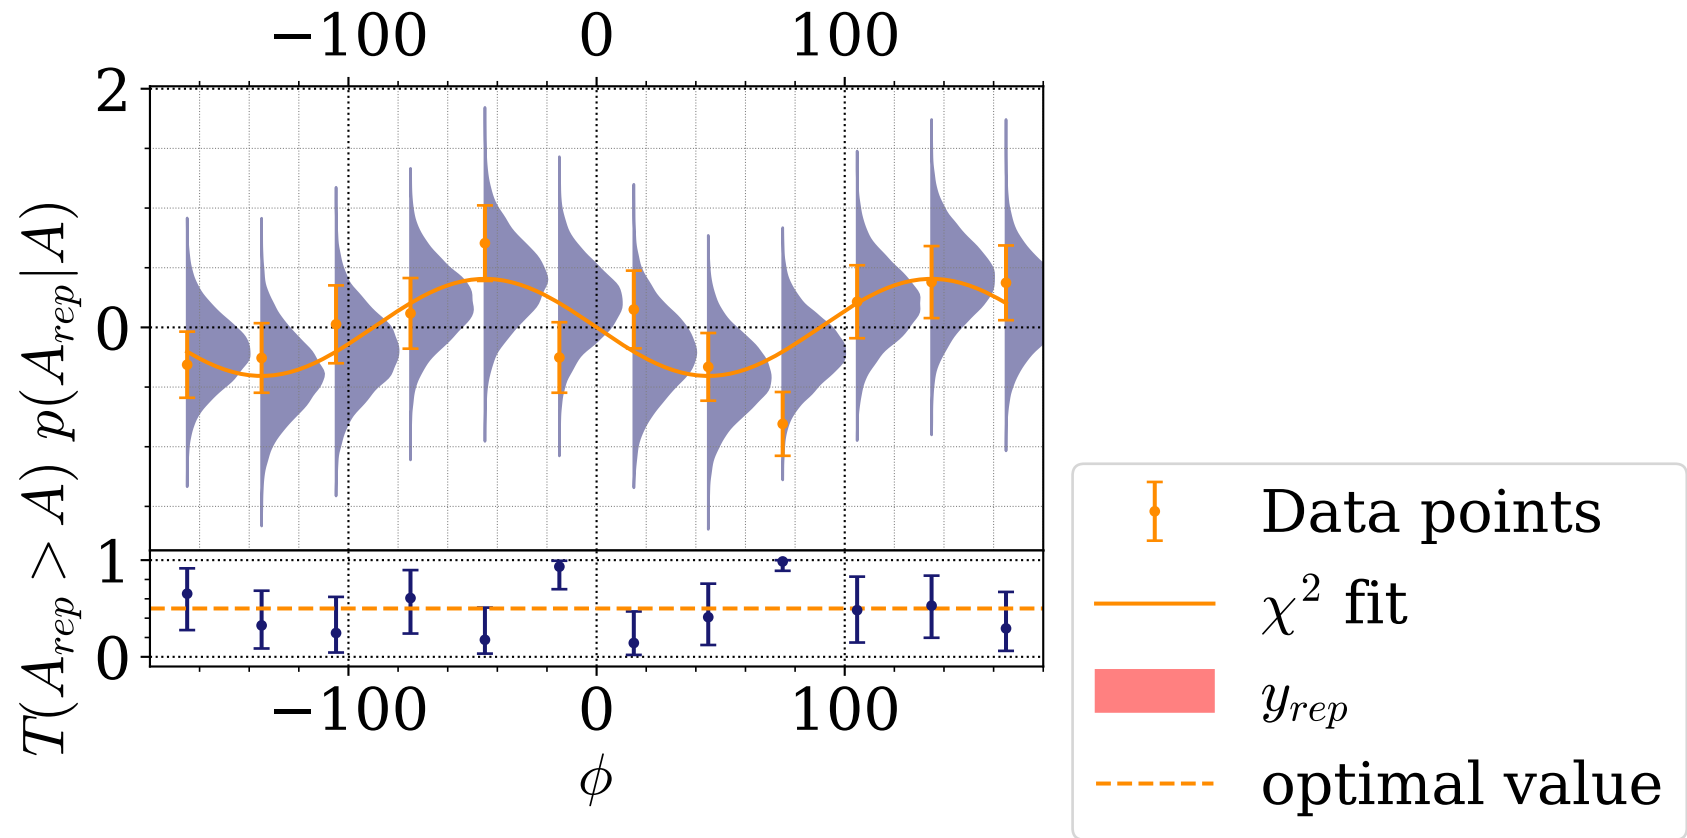 −100 0 100
2
0
p(A_rep|A)
1
0
T(A_rep > A)
−100 0 100
ϕ
Data points
χ² fit
y_rep
optimal value